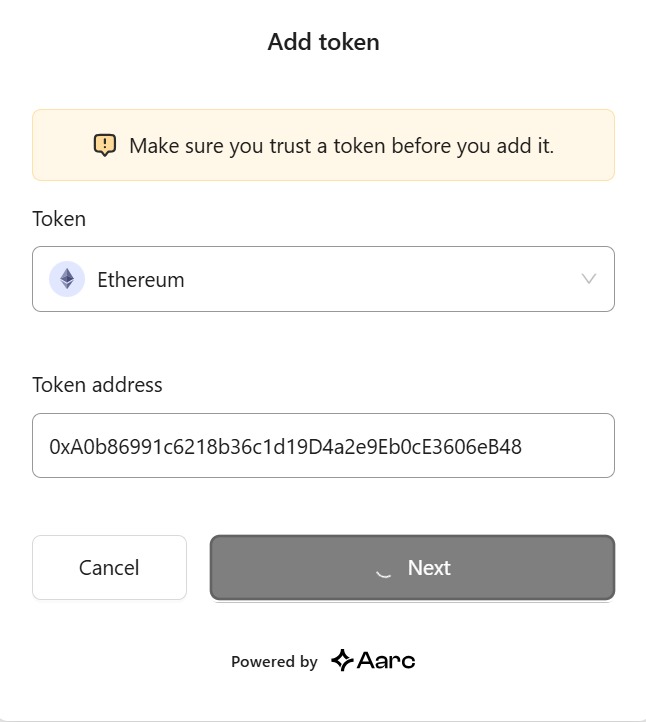 Add token
Make sure you trust a token before you add it.
Token
Ethereum
Token address
0xA0b86991c6218b36c1d19D4a2e9Eb0cE3606eB48
Cancel
Next
Powered by Aarc